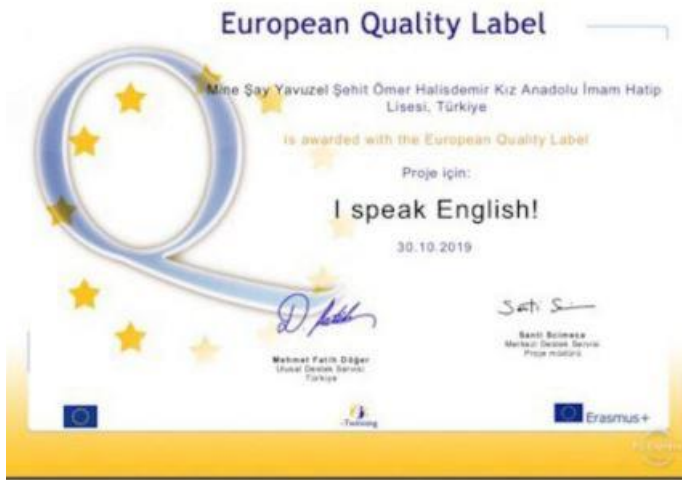 European Quality Label
Mine Şay Yavuzel Şehit Ömer Halisdemir Kız Anadolu İmam Hatip
Lisesi, Türkiye
is awarded with the European Quality Label
Proje için:
I speak English!
30.10.2019
Mehmet Fatih Döğer
Ulusal Destek Servisi
Türkiye
Santi Scimeca
Merkezi Destek Servisi
Proje müdürü
eTwinning
Erasmus+